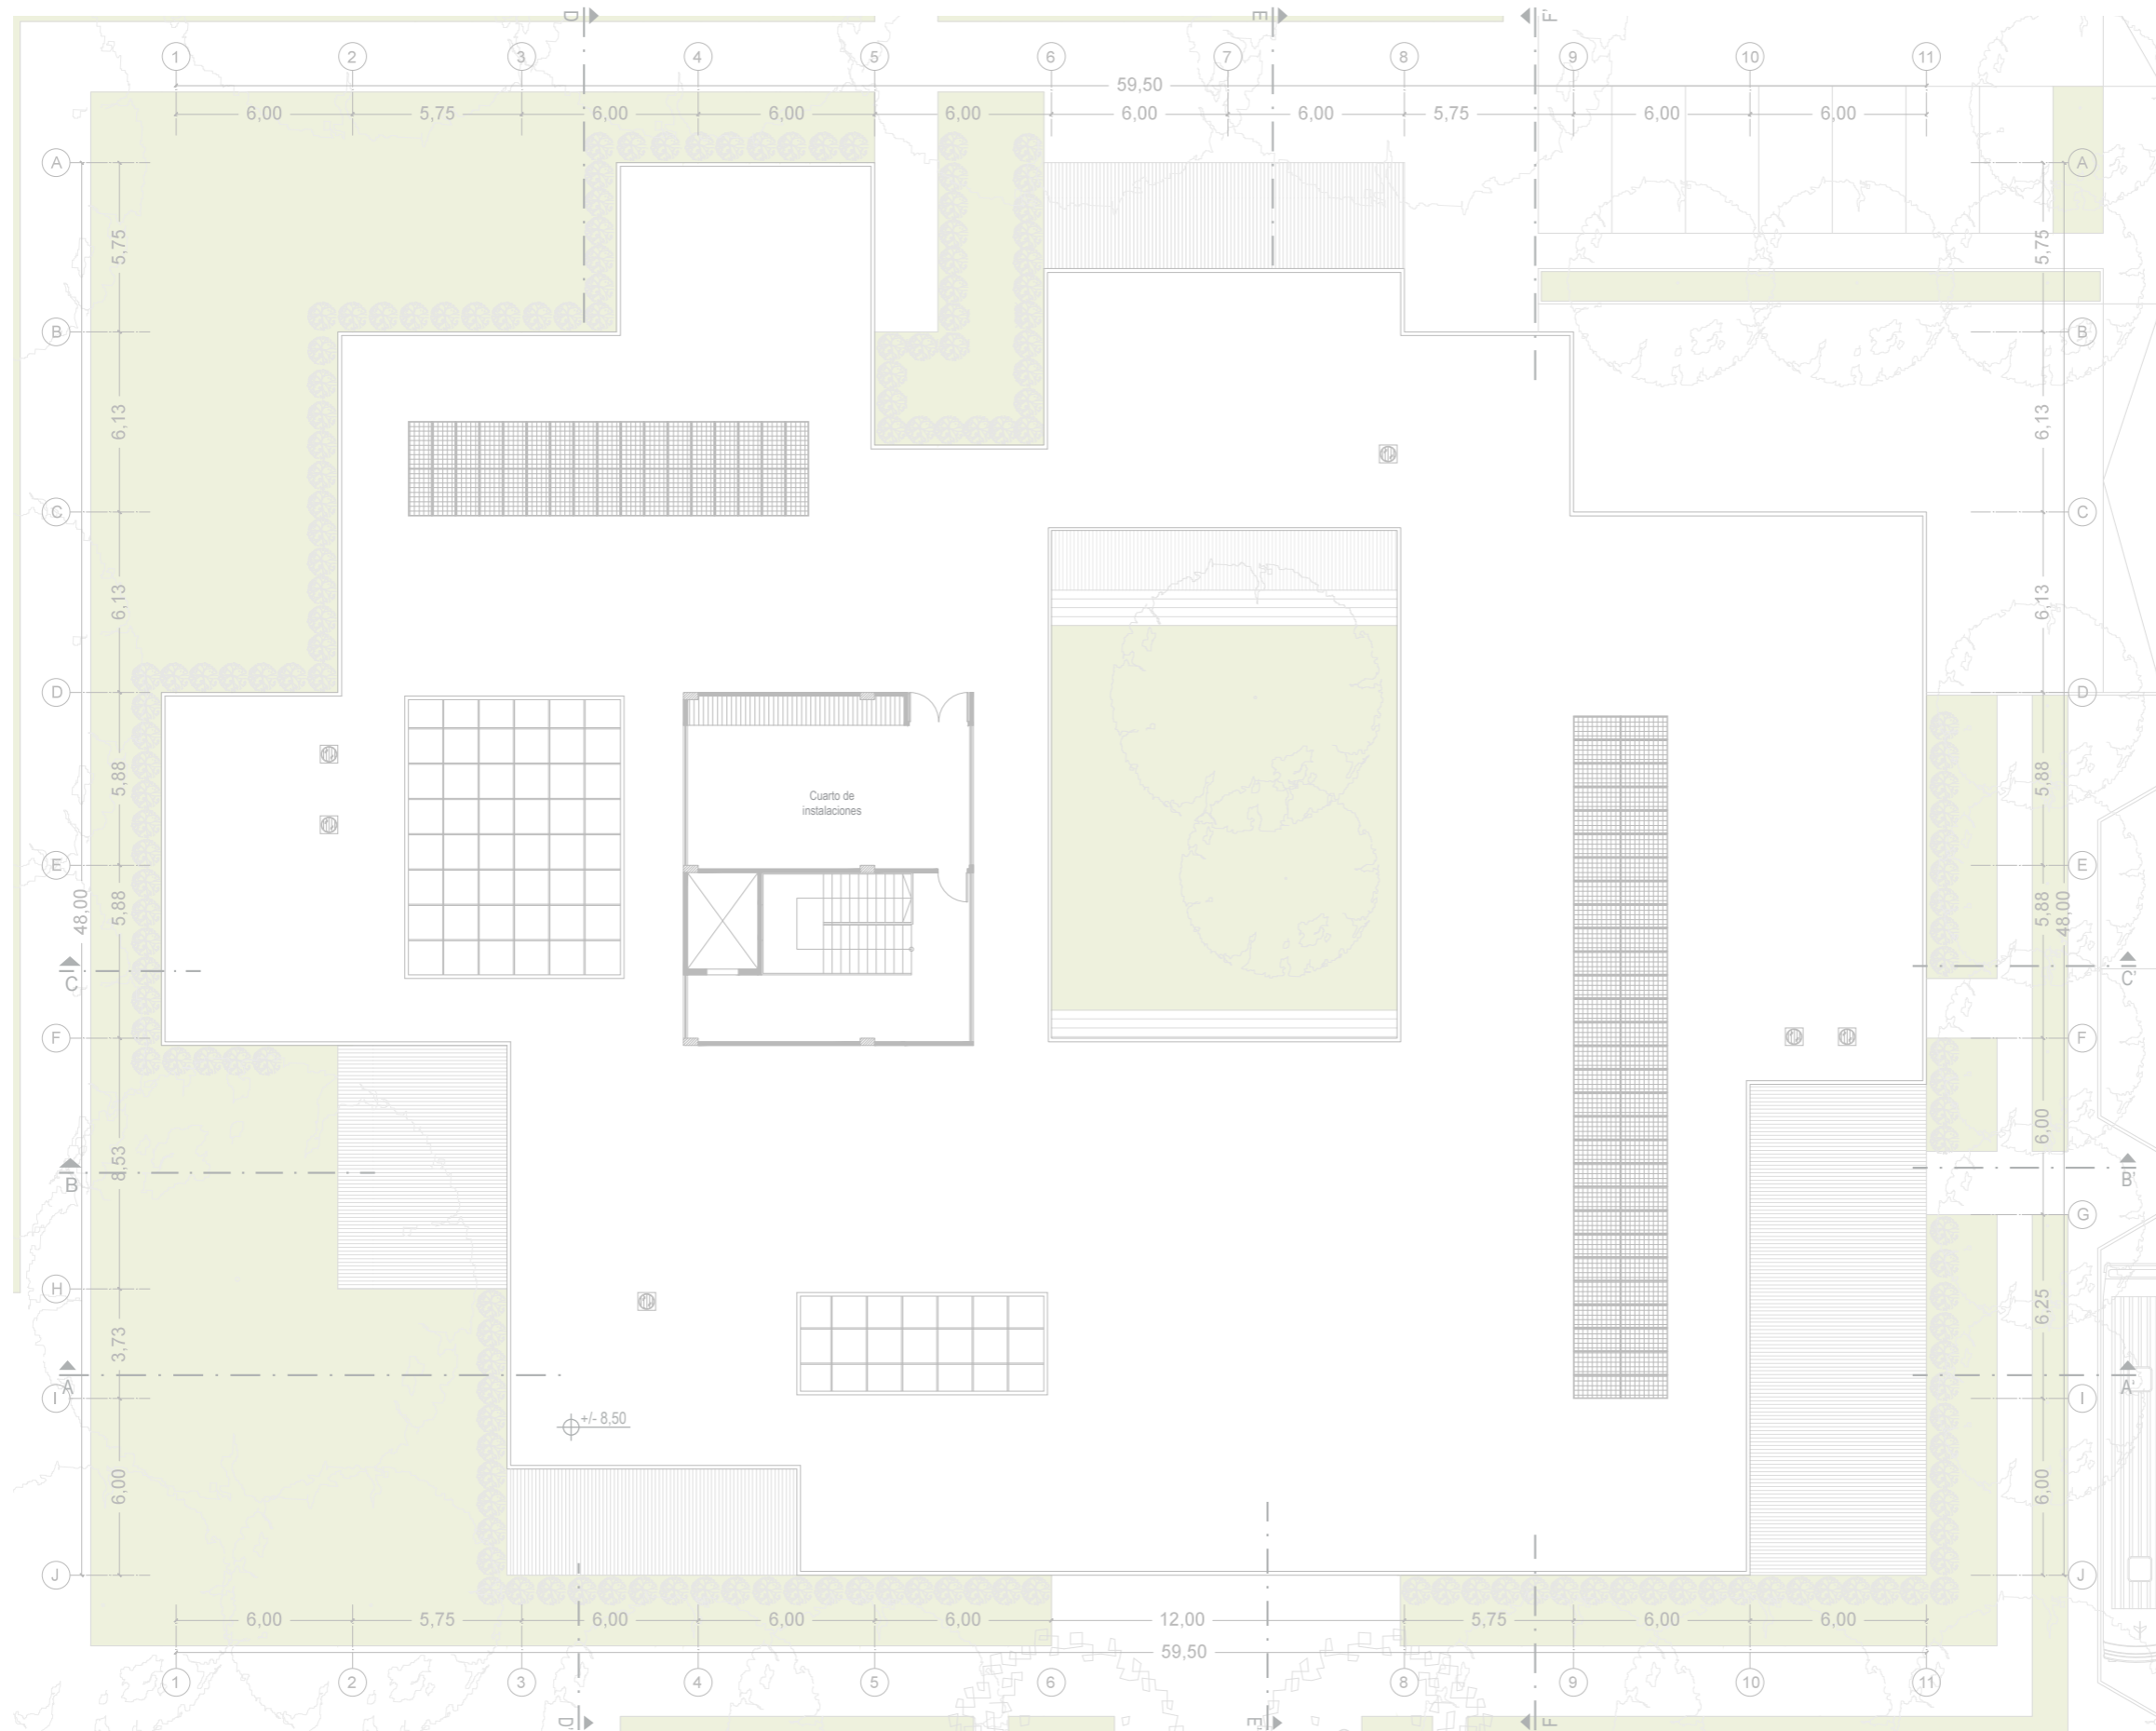 D E F'
1 2 3 4 5 6 7 8 9 10 11
59,50
6,00 5,75 6,00 6,00 6,00 6,00 6,00 5,75 6,00 6,00
A A
5,75 5,75
B B
6,13 6,13
C C
6,13 6,13
D D
5,88 5,88
Cuarto de
instalaciones
E E
48,00 5,88 5,88 48,00
C C'
F F
8,53 6,00
B B'
G
H
3,73 6,25
A A'
I I
+/- 8,50
6,00 6,00
J J
6,00 5,75 6,00 6,00 6,00 12,00 5,75 6,00 6,00
59,50
1 2 3 4 5 6 8 9 10 11
D' E' F